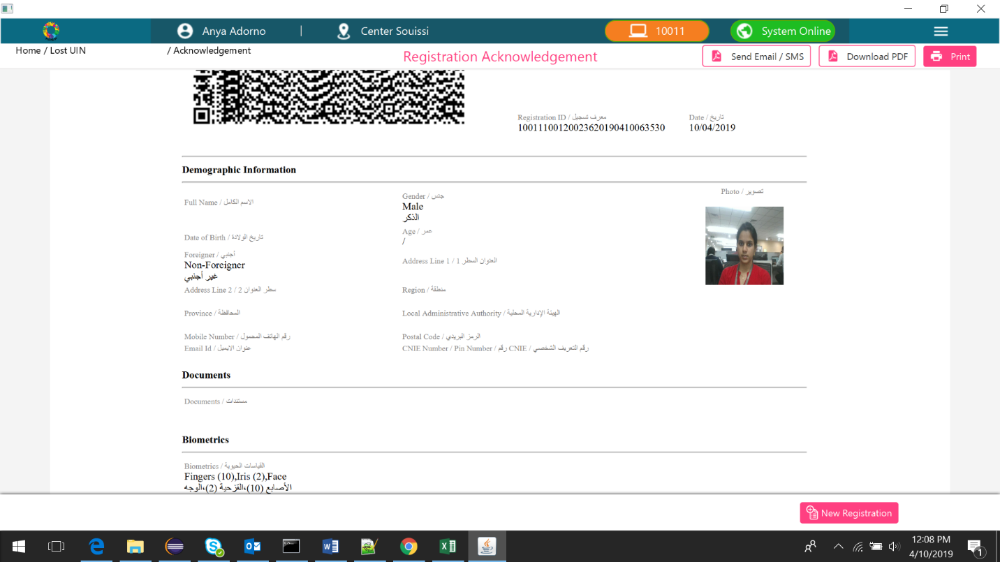 Anya Adorno | Center Souissi 10011 System Online
Home / Lost UIN / Acknowledgement
Registration Acknowledgement
Send Email / SMS Download PDF Print
Registration ID / معرف تسجيل
10011100120023620190410063530
Date / تاريخ
10/04/2019
Demographic Information
Full Name / الاسم الكامل
Gender / جنس
Male
الذكر
Photo / تصوير
Date of Birth / تاريخ الولادة
Age / عمر
/
Foreigner / أجنبي
Non-Foreigner
غير أجنبي
Address Line 1 / العنوان السطر 1
Address Line 2 / سطر العنوان 2
Region / منطقة
Province / المحافظة
Local Administrative Authority / الهيئة الإدارية المحلية
Mobile Number / رقم الهاتف المحمول
Postal Code / الرمز البريدي
Email Id / عنوان الايميل
CNIE Number / Pin Number / رقم CNIE / رقم التعريف الشخصي
Documents
Documents / مستندات
Biometrics
Biometrics / القياسات الحيوية
Fingers (10),Iris (2),Face
الأصابع (10)،القزحية (2)،الوجه
New Registration
12:08 PM
4/10/2019
1